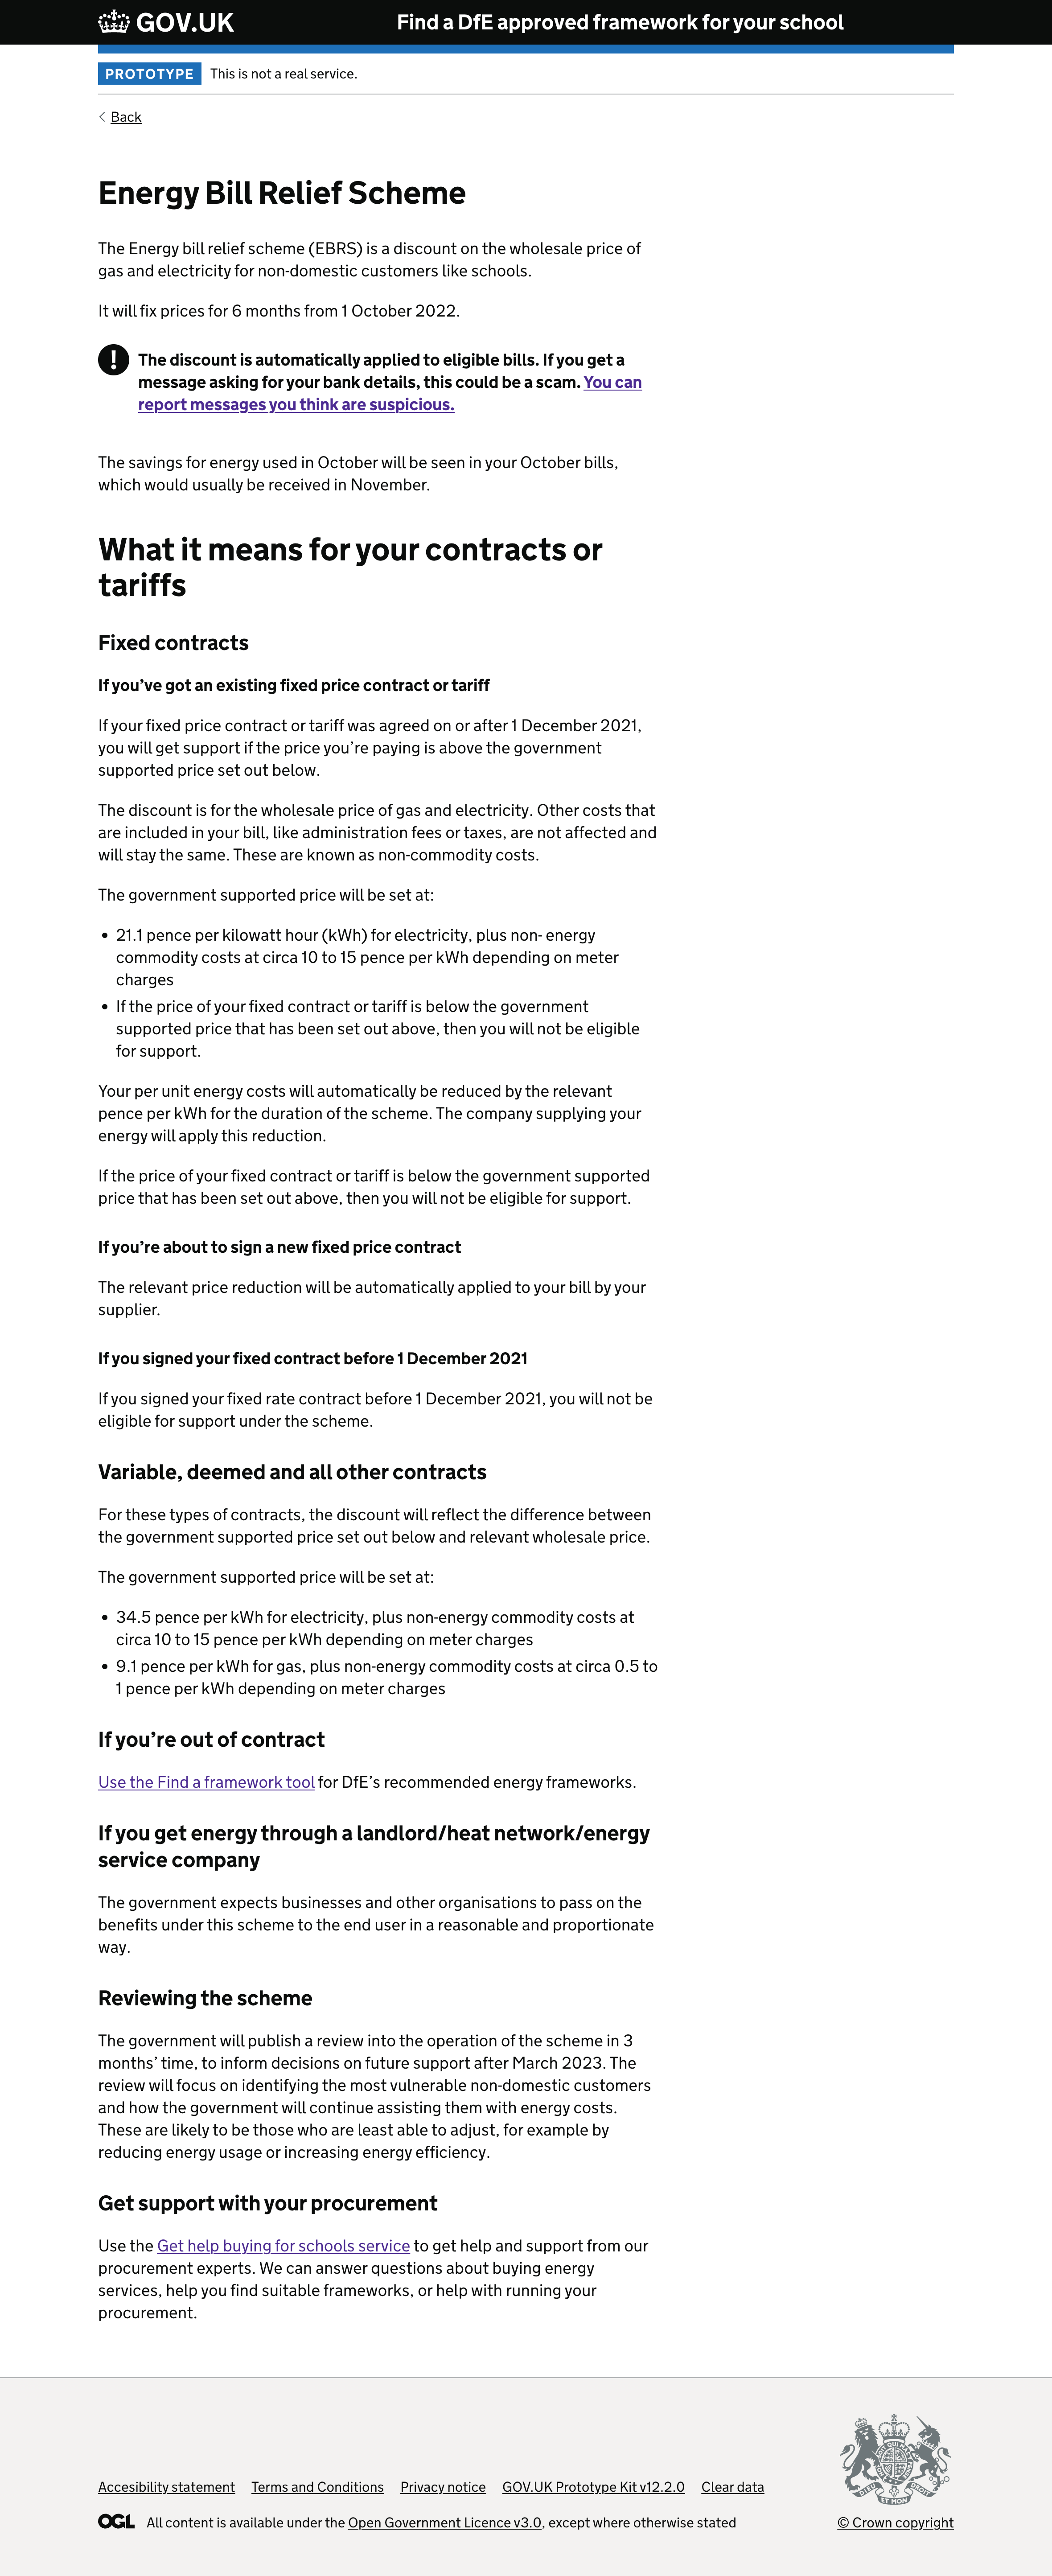 GOV.UK
Find a DfE approved framework for your school
PROTOTYPE This is not a real service.
Back
Energy Bill Relief Scheme
The Energy bill relief scheme (EBRS) is a discount on the wholesale price of
gas and electricity for non-domestic customers like schools.
It will fix prices for 6 months from 1 October 2022.
! The discount is automatically applied to eligible bills. If you get a
message asking for your bank details, this could be a scam. You can
report messages you think are suspicious.
The savings for energy used in October will be seen in your October bills,
which would usually be received in November.
What it means for your contracts or
tariffs
Fixed contracts
If you’ve got an existing fixed price contract or tariff
If your fixed price contract or tariff was agreed on or after 1 December 2021,
you will get support if the price you’re paying is above the government
supported price set out below.
The discount is for the wholesale price of gas and electricity. Other costs that
are included in your bill, like administration fees or taxes, are not affected and
will stay the same. These are known as non-commodity costs.
The government supported price will be set at:
• 21.1 pence per kilowatt hour (kWh) for electricity, plus non- energy
commodity costs at circa 10 to 15 pence per kWh depending on meter
charges
• If the price of your fixed contract or tariff is below the government
supported price that has been set out above, then you will not be eligible
for support.
Your per unit energy costs will automatically be reduced by the relevant
pence per kWh for the duration of the scheme. The company supplying your
energy will apply this reduction.
If the price of your fixed contract or tariff is below the government supported
price that has been set out above, then you will not be eligible for support.
If you’re about to sign a new fixed price contract
The relevant price reduction will be automatically applied to your bill by your
supplier.
If you signed your fixed contract before 1 December 2021
If you signed your fixed rate contract before 1 December 2021, you will not be
eligible for support under the scheme.
Variable, deemed and all other contracts
For these types of contracts, the discount will reflect the difference between
the government supported price set out below and relevant wholesale price.
The government supported price will be set at:
• 34.5 pence per kWh for electricity, plus non-energy commodity costs at
circa 10 to 15 pence per kWh depending on meter charges
• 9.1 pence per kWh for gas, plus non-energy commodity costs at circa 0.5 to
1 pence per kWh depending on meter charges
If you’re out of contract
Use the Find a framework tool for DfE’s recommended energy frameworks.
If you get energy through a landlord/heat network/energy
service company
The government expects businesses and other organisations to pass on the
benefits under this scheme to the end user in a reasonable and proportionate
way.
Reviewing the scheme
The government will publish a review into the operation of the scheme in 3
months’ time, to inform decisions on future support after March 2023. The
review will focus on identifying the most vulnerable non-domestic customers
and how the government will continue assisting them with energy costs.
These are likely to be those who are least able to adjust, for example by
reducing energy usage or increasing energy efficiency.
Get support with your procurement
Use the Get help buying for schools service to get help and support from our
procurement experts. We can answer questions about buying energy
services, help you find suitable frameworks, or help with running your
procurement.
Accesibility statement Terms and Conditions Privacy notice GOV.UK Prototype Kit v12.2.0 Clear data
OGL All content is available under the Open Government Licence v3.0, except where otherwise stated
© Crown copyright